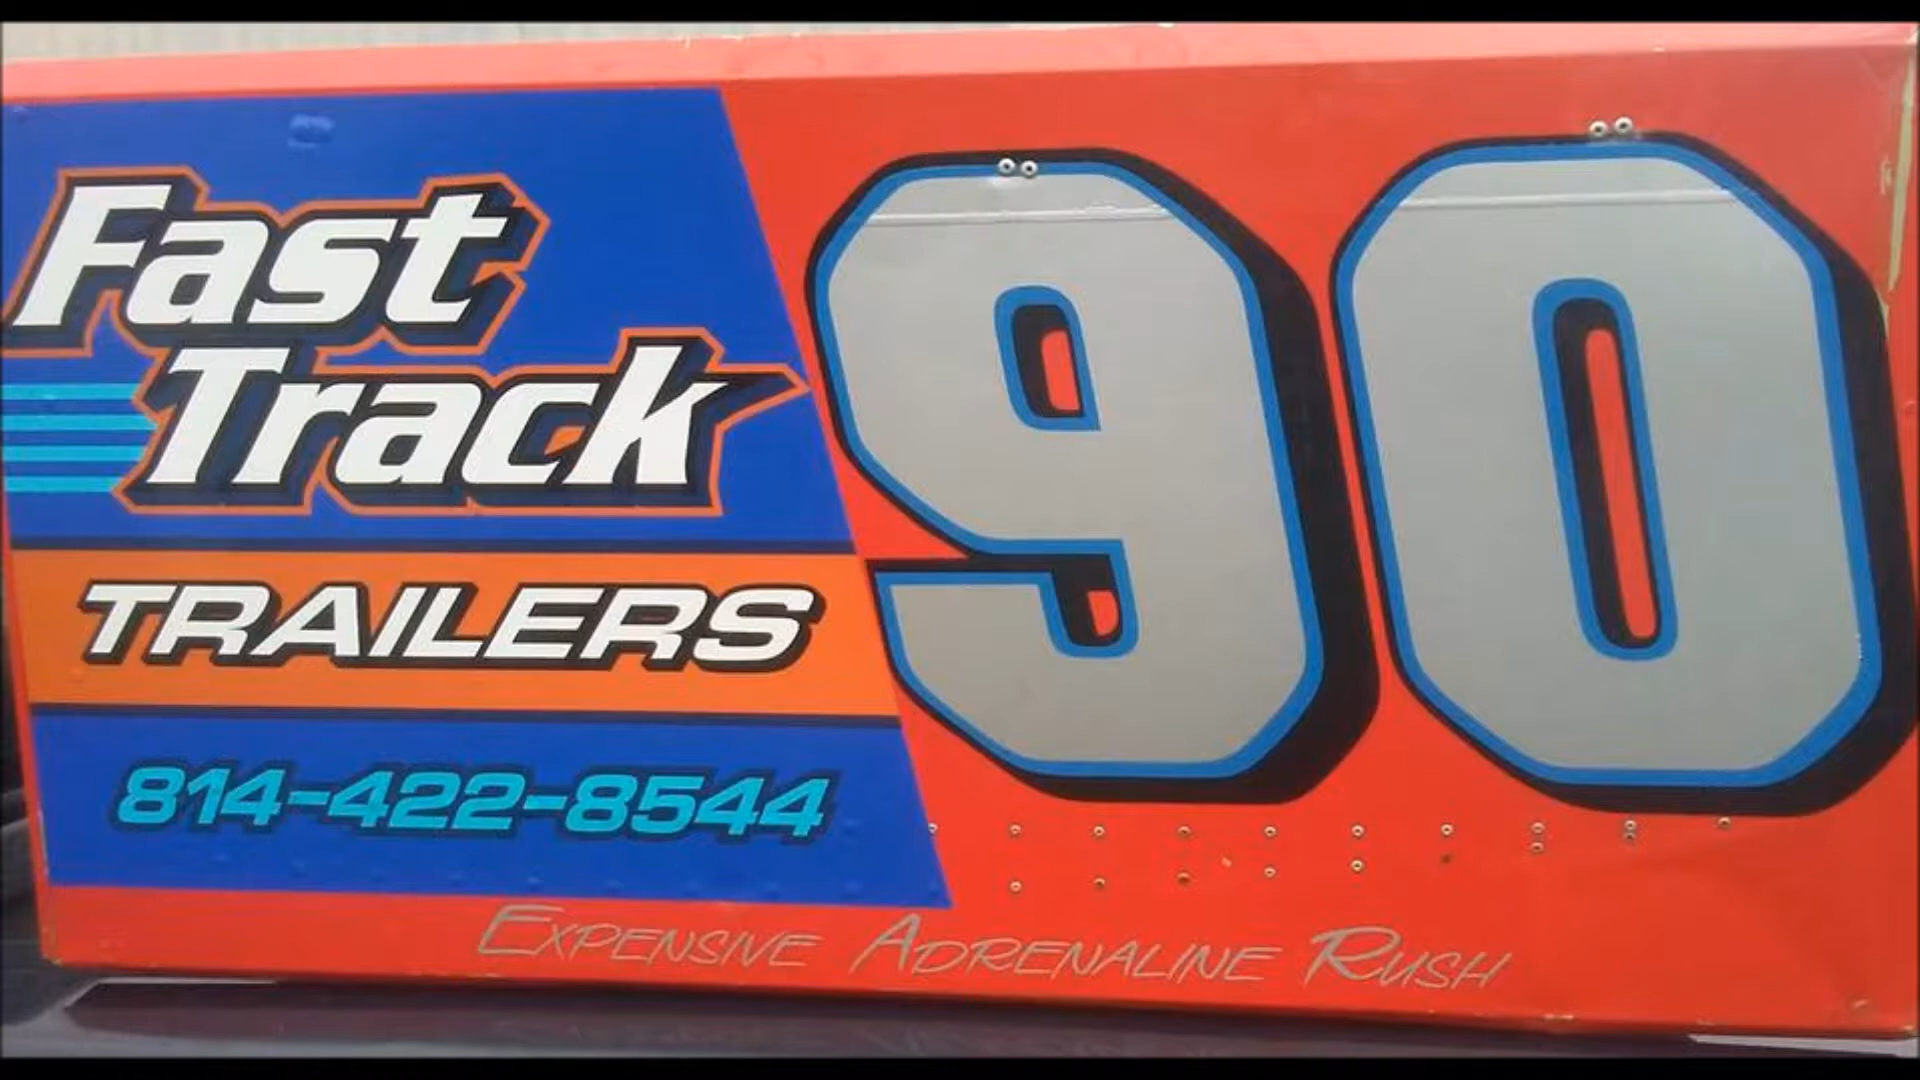 Fast
Track
TRAILERS
814-422-8544
90
EXPENSIVE ADRENALINE RUSH